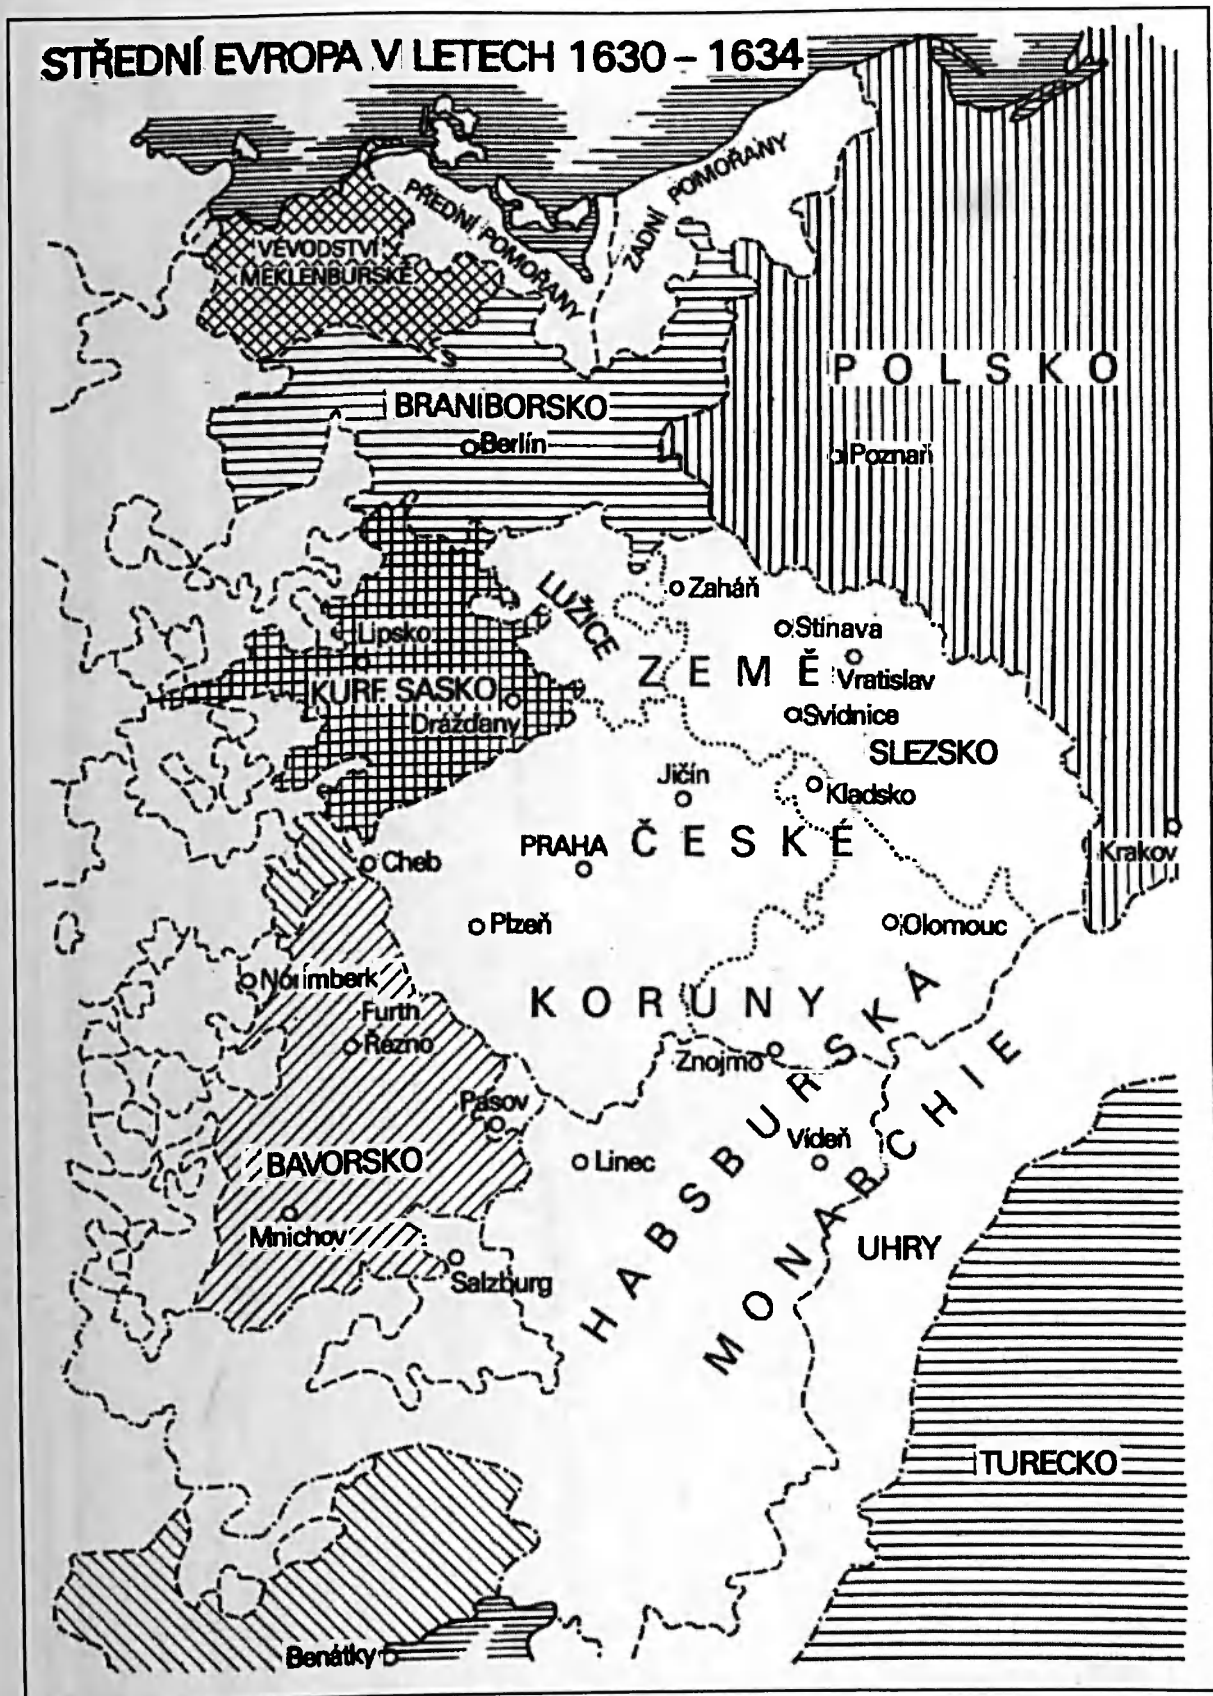 STŘEDNÍ EVROPA V LETECH 1630 – 1634
PŘEDNÍ POMOŘANY
ZADNÍ POMOŘANY
VÉVODSTVÍ
MEKLENBURSKÉ
POLSKO
BRANIBORSKO
Berlín
Poznaň
LUŽICE
Zaháň
Stinava
Lipsko
ZEMĚ
Vratislav
KURF. SASKO
Drážďany
Svídnice
SLEZSKO
Jičín
Kladsko
PRAHA
ČESKÉ
Krakov
Cheb
Plzeň
Olomouc
Norimberk
KORUNY
Furth
Řezno
Znojmo
HABSBURSKÁ
MONARCHIE
Pasov
Vídeň
BAVORSKO
Linec
Mnichov
UHRY
Salzburg
TURECKO
Benátky